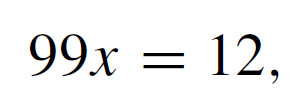 99x = 12,